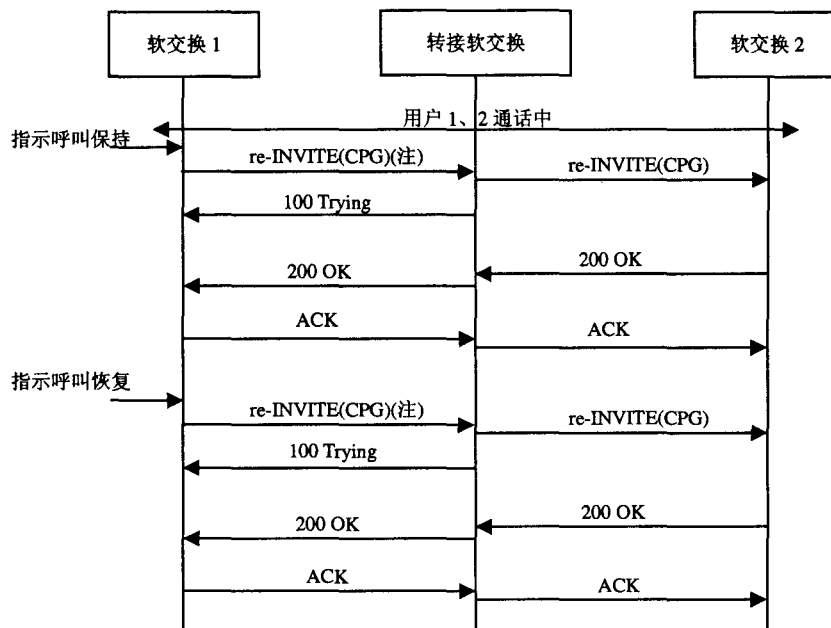 软交换 1
转接软交换
软交换 2
用户 1、2 通话中
指示呼叫保持
re-INVITE(CPG)(注)
re-INVITE(CPG)
100 Trying
200 OK
200 OK
ACK
ACK
指示呼叫恢复
re-INVITE(CPG)(注)
re-INVITE(CPG)
100 Trying
200 OK
200 OK
ACK
ACK